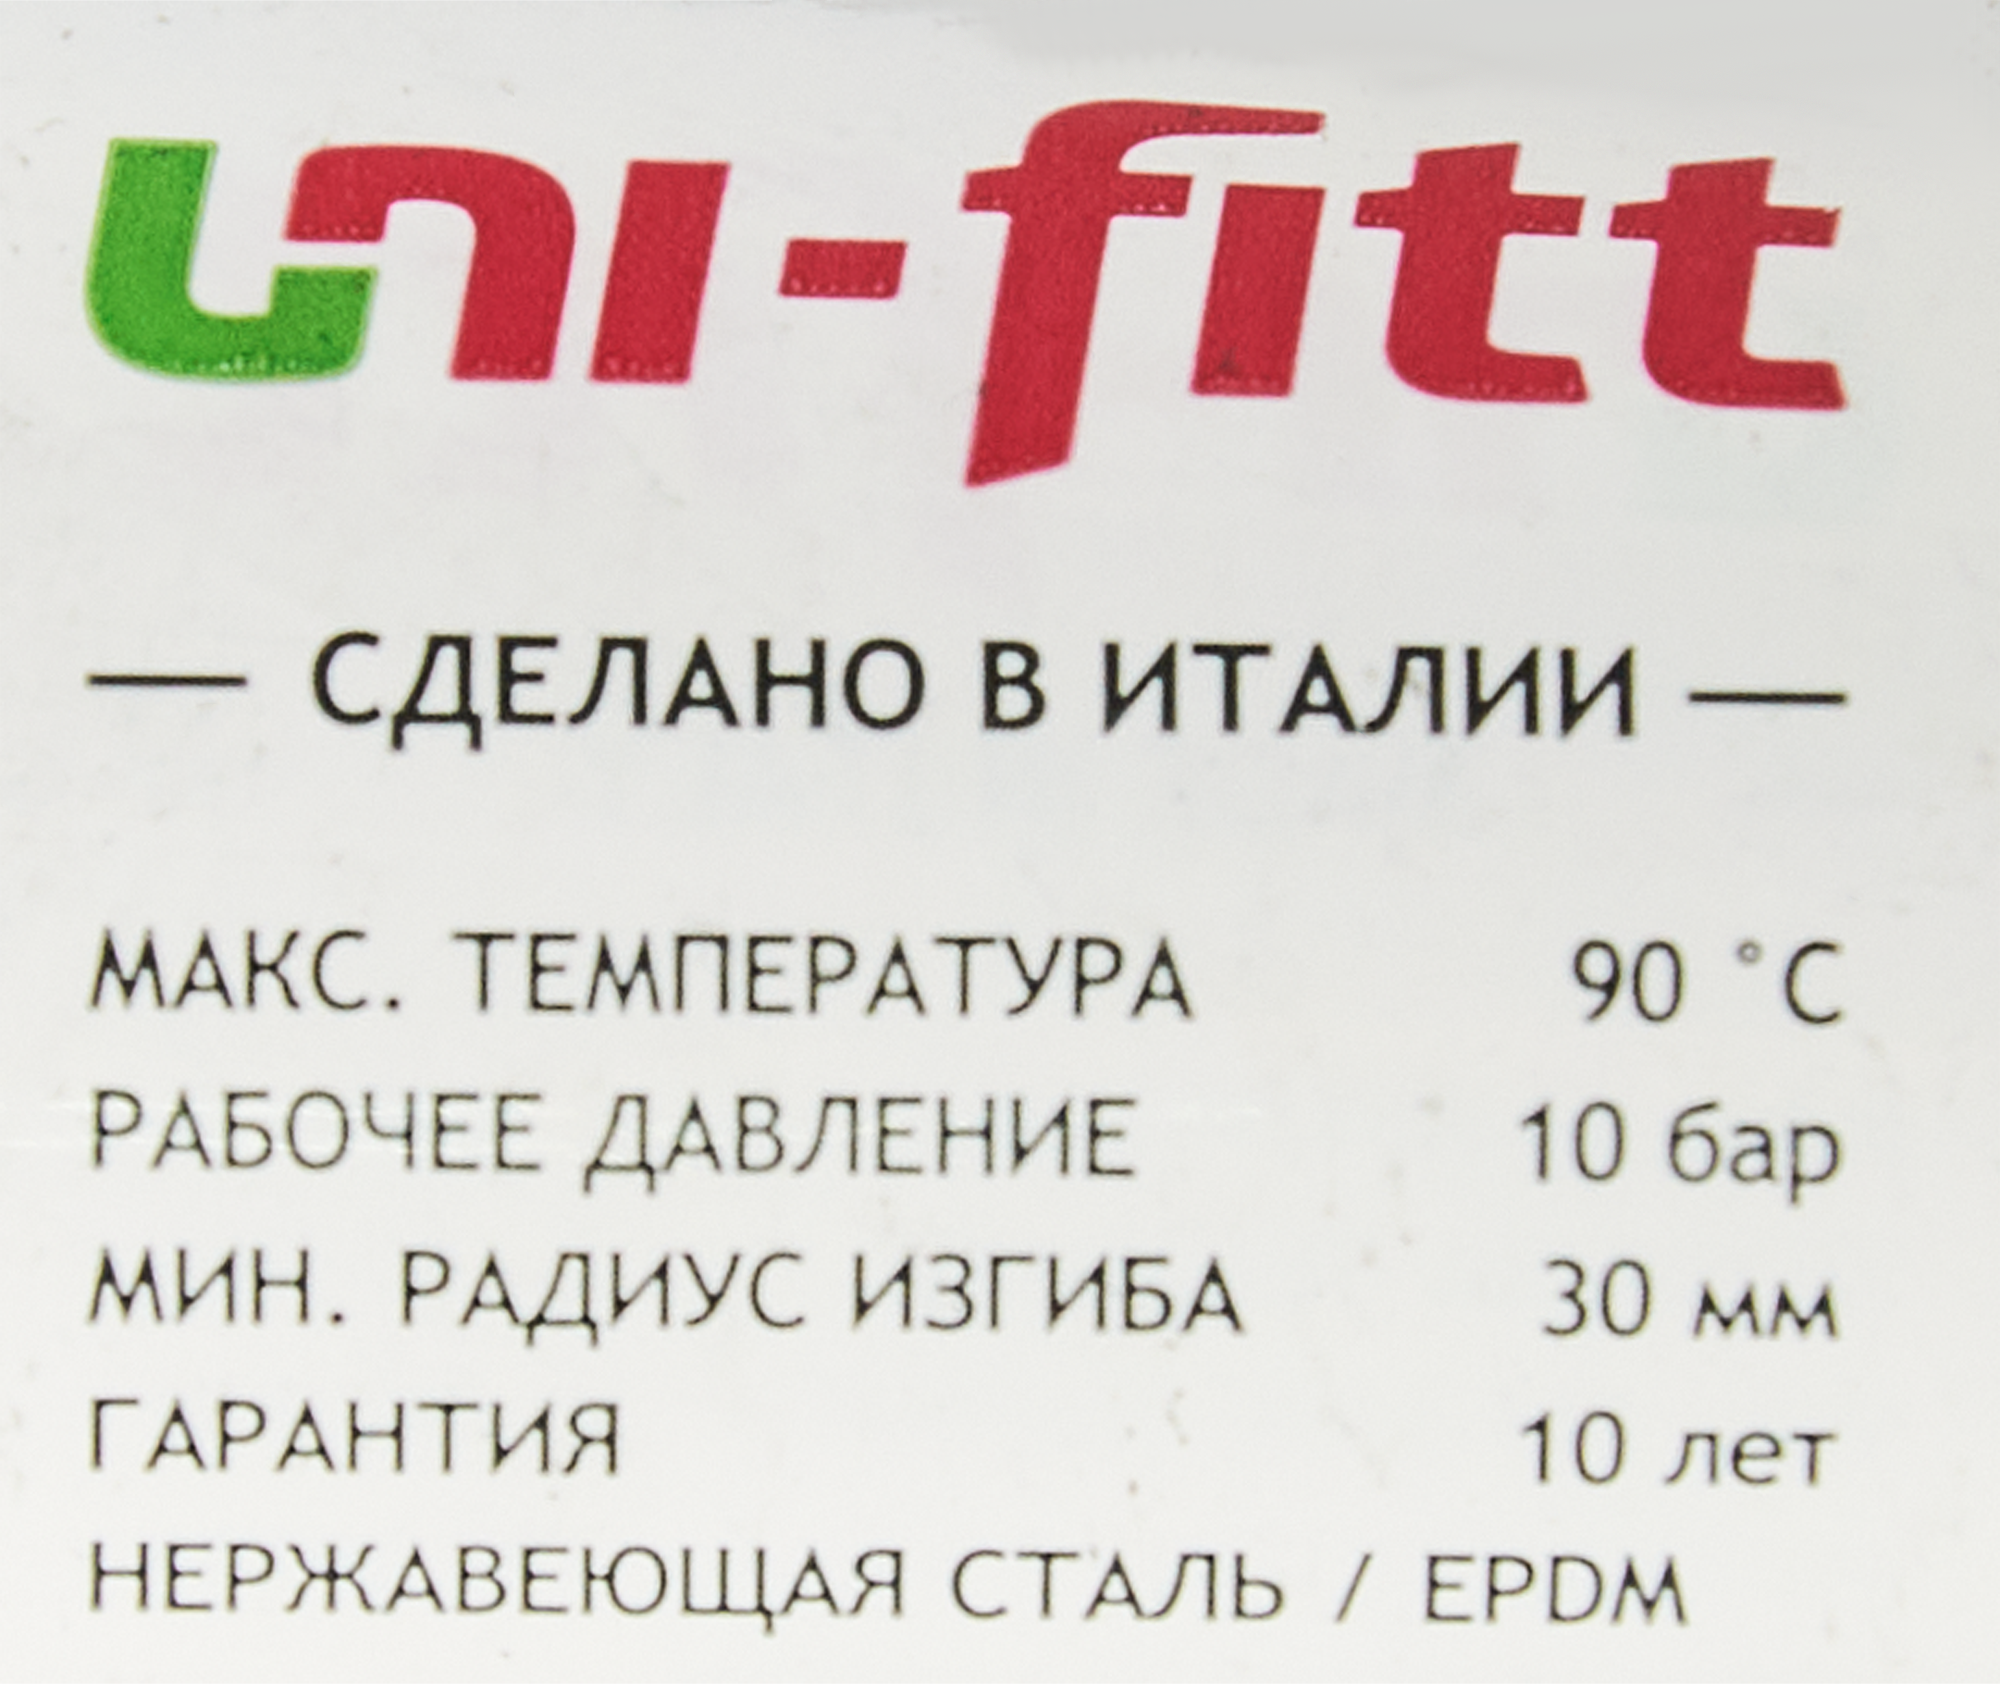 uni-fitt
— СДЕЛАНО В ИТАЛИИ —
МАКС. ТЕМПЕРАТУРА 90 °C
РАБОЧЕЕ ДАВЛЕНИЕ 10 бар
МИН. РАДИУС ИЗГИБА 30 мм
ГАРАНТИЯ 10 лет
НЕРЖАВЕЮЩАЯ СТАЛЬ / EPDM